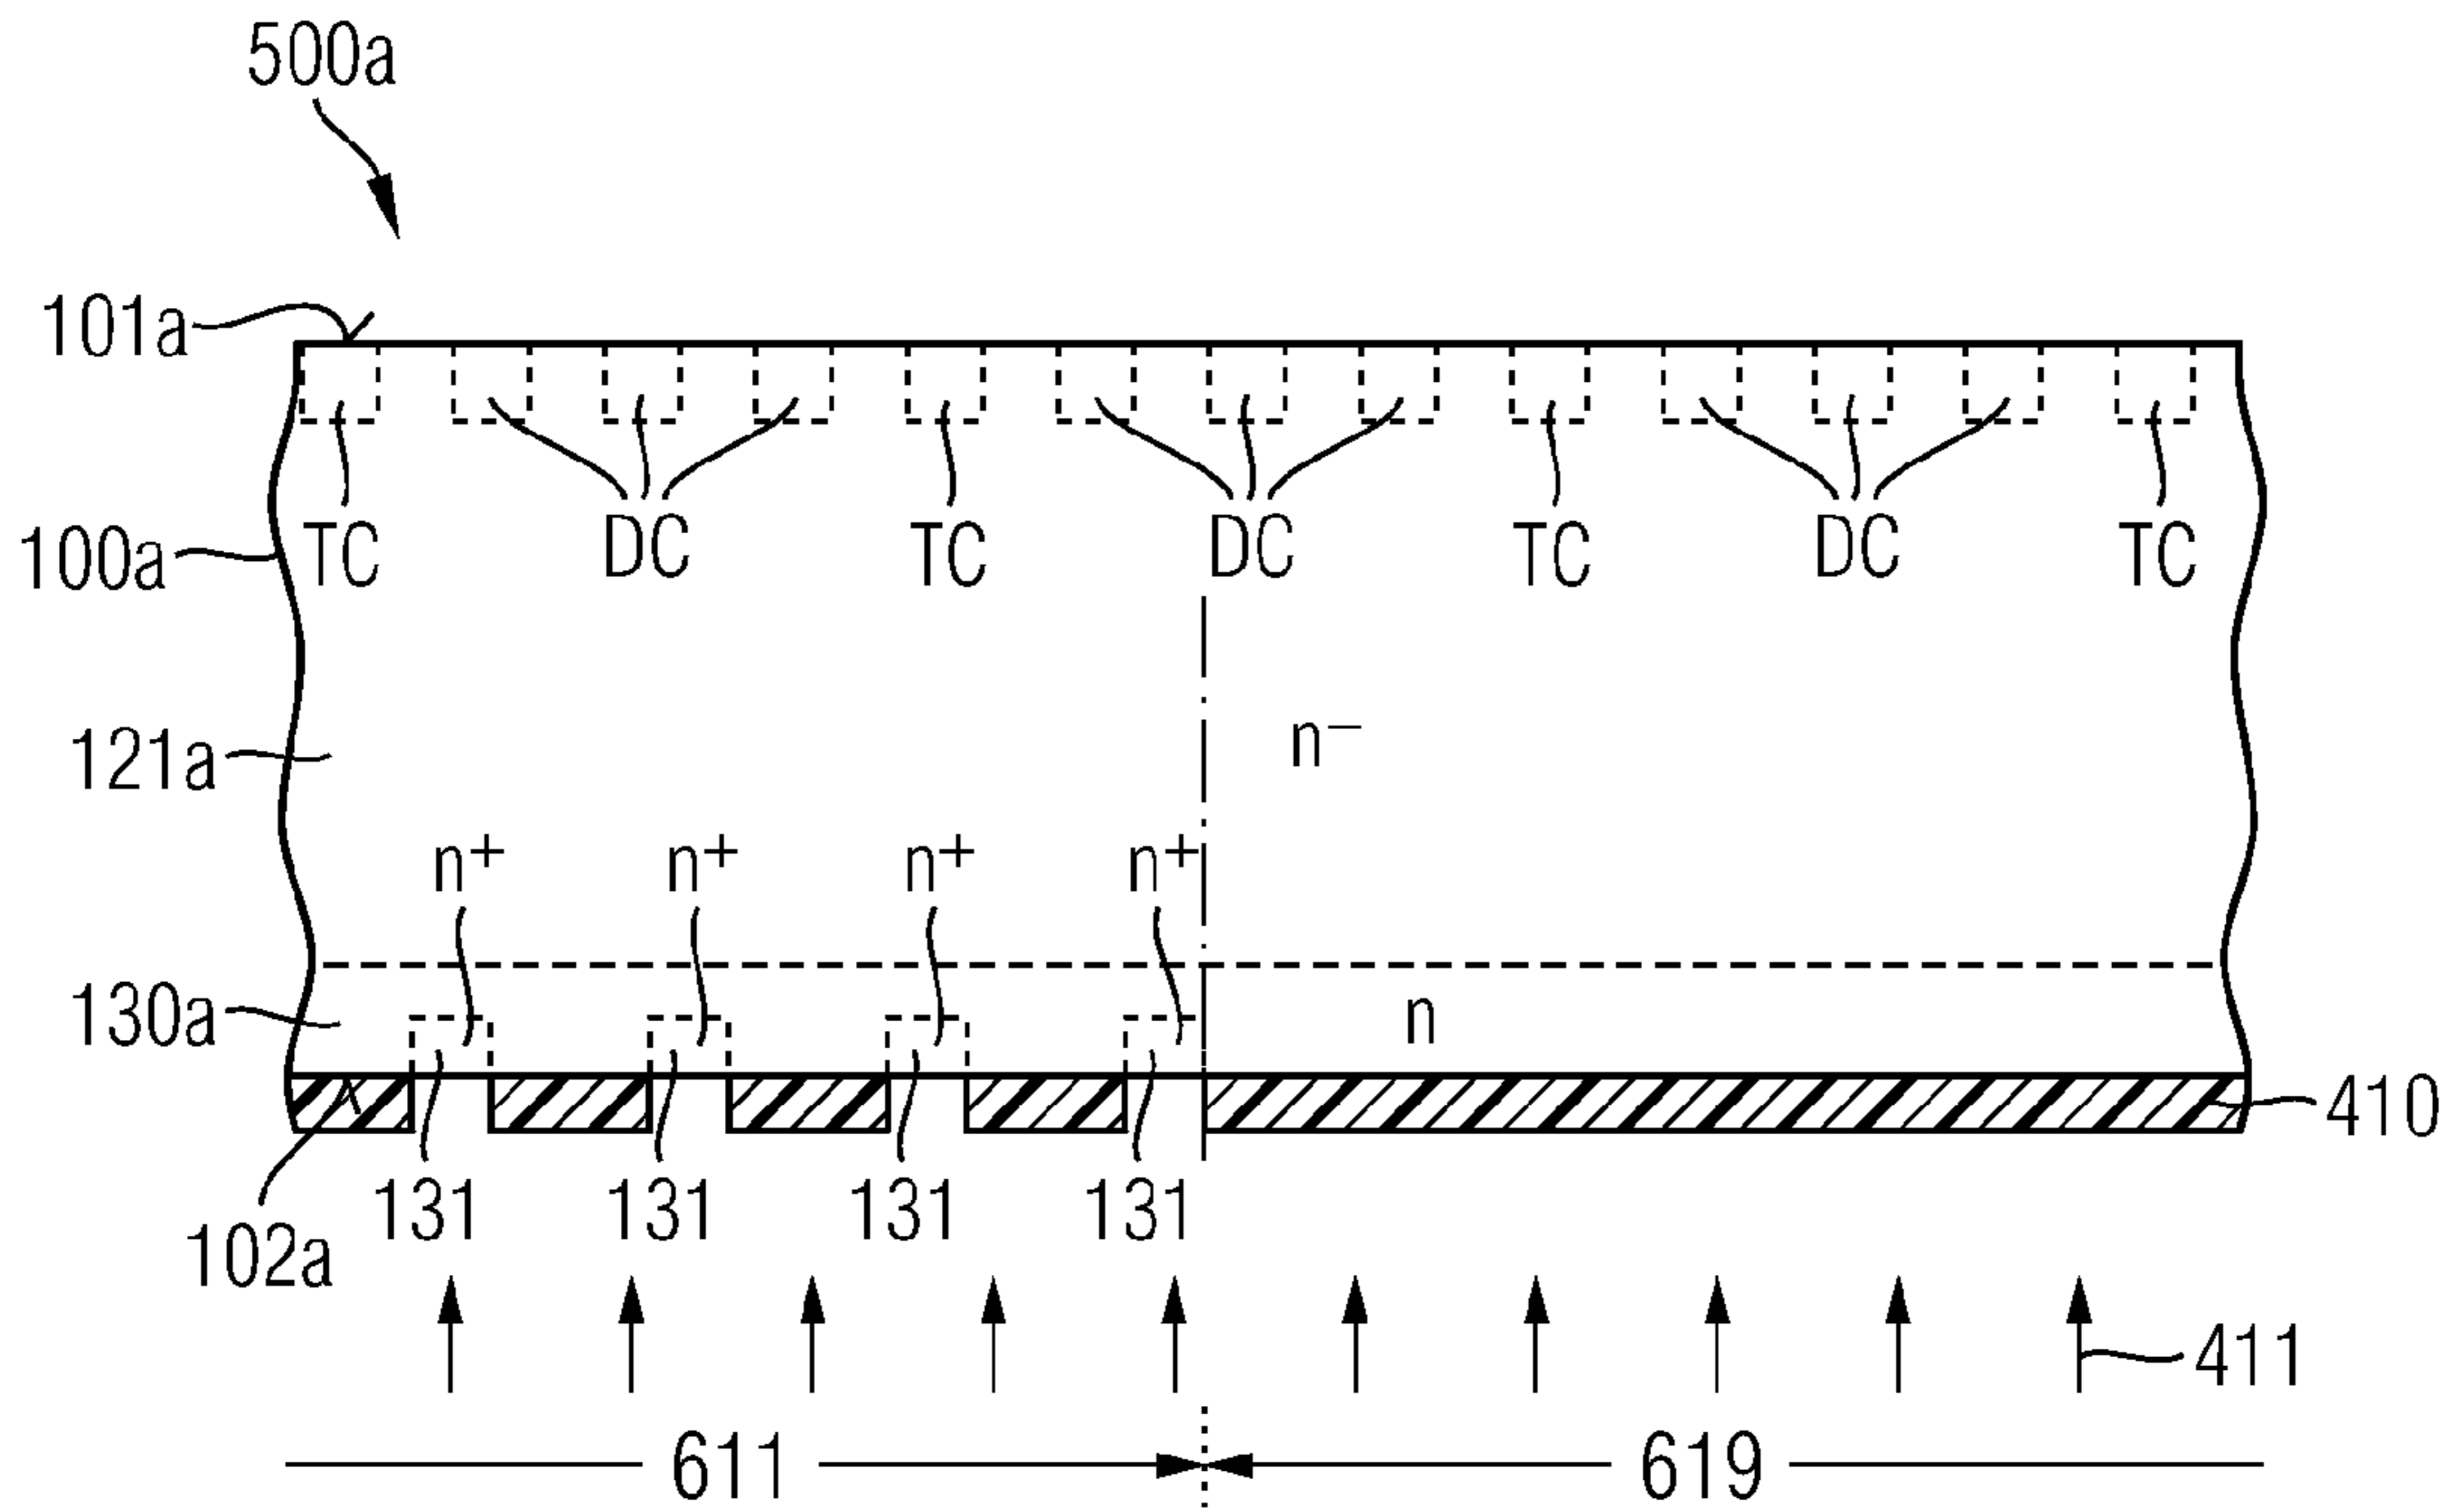 500a
101a
100a TC DC TC DC TC DC TC
121a n−
n+ n+ n+ n+
130a n
410
131 131 131 131
102a
411
611 619